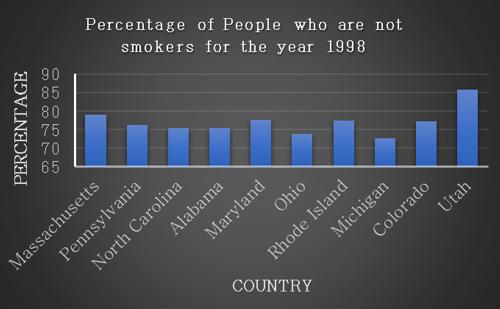 Percentage of People who are not
smokers for the year 1998
PERCENTAGE
90
85
80
75
70
65
Massachusetts
Pennsylvania
North Carolina
Alabama
Maryland
Ohio
Rhode Island
Michigan
Colorado
Utah
COUNTRY